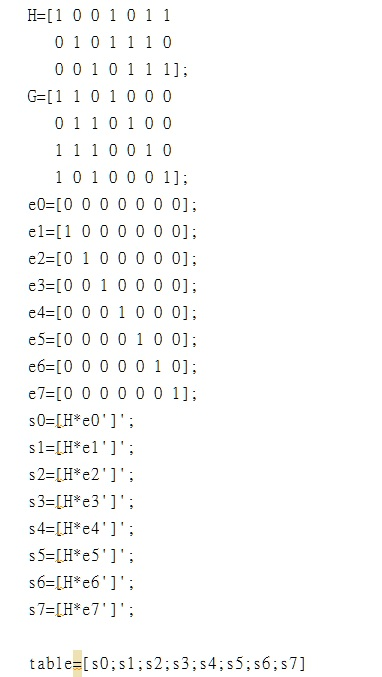 H=[1 0 0 1 0 1 1
0 1 0 1 1 1 0
0 0 1 0 1 1 1];
G=[1 1 0 1 0 0 0
0 1 1 0 1 0 0
1 1 1 0 0 1 0
1 0 1 0 0 0 1];
e0=[0 0 0 0 0 0 0];
e1=[1 0 0 0 0 0 0];
e2=[0 1 0 0 0 0 0];
e3=[0 0 1 0 0 0 0];
e4=[0 0 0 1 0 0 0];
e5=[0 0 0 0 1 0 0];
e6=[0 0 0 0 0 1 0];
e7=[0 0 0 0 0 0 1];
s0=[H*e0']';
s1=[H*e1']';
s2=[H*e2']';
s3=[H*e3']';
s4=[H*e4']';
s5=[H*e5']';
s6=[H*e6']';
s7=[H*e7']';
table=[s0;s1;s2;s3;s4;s5;s6;s7]